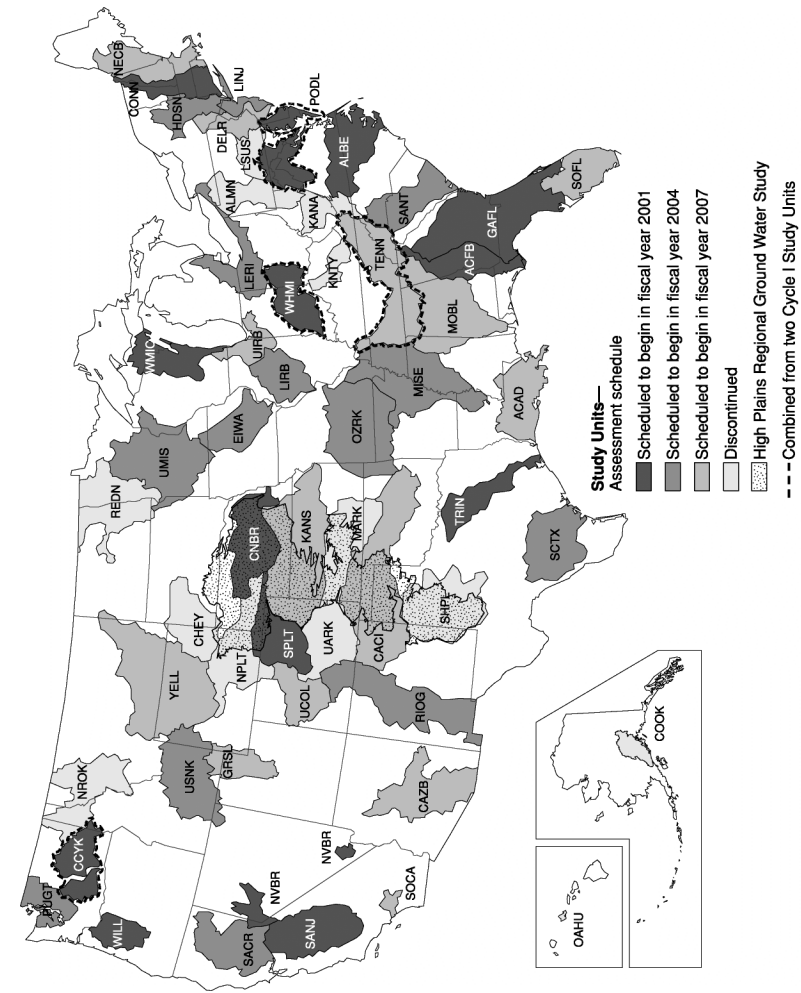 NECB
CONN
HDSN
LINJ
DELR
LSUS
PODL
ALMN
ALBE
KANA
LERI
SANT
SOFL
GAFL
WHMI
KNTY
TENN
ACFB
WMIC
UIRB
MOBL
LIRB
MISE
EIWA
OZRK
ACAD
UMIS
REDN
KANS
MARK
TRIN
CNBR
SCTX
CHEY
SHPL
NPLT
SPLT
UARK
CACI
YELL
UCOL
RIOG
NROK
USNK
GRSL
CAZB
COOK
CCYK
NVBR
PUGT
NVBR
SOCA
WILL
SACR
SANJ
OAHU
Study Units—
Assessment schedule
Scheduled to begin in fiscal year 2001
Scheduled to begin in fiscal year 2004
Scheduled to begin in fiscal year 2007
Discontinued
High Plains Regional Ground Water Study
Combined from two Cycle I Study Units